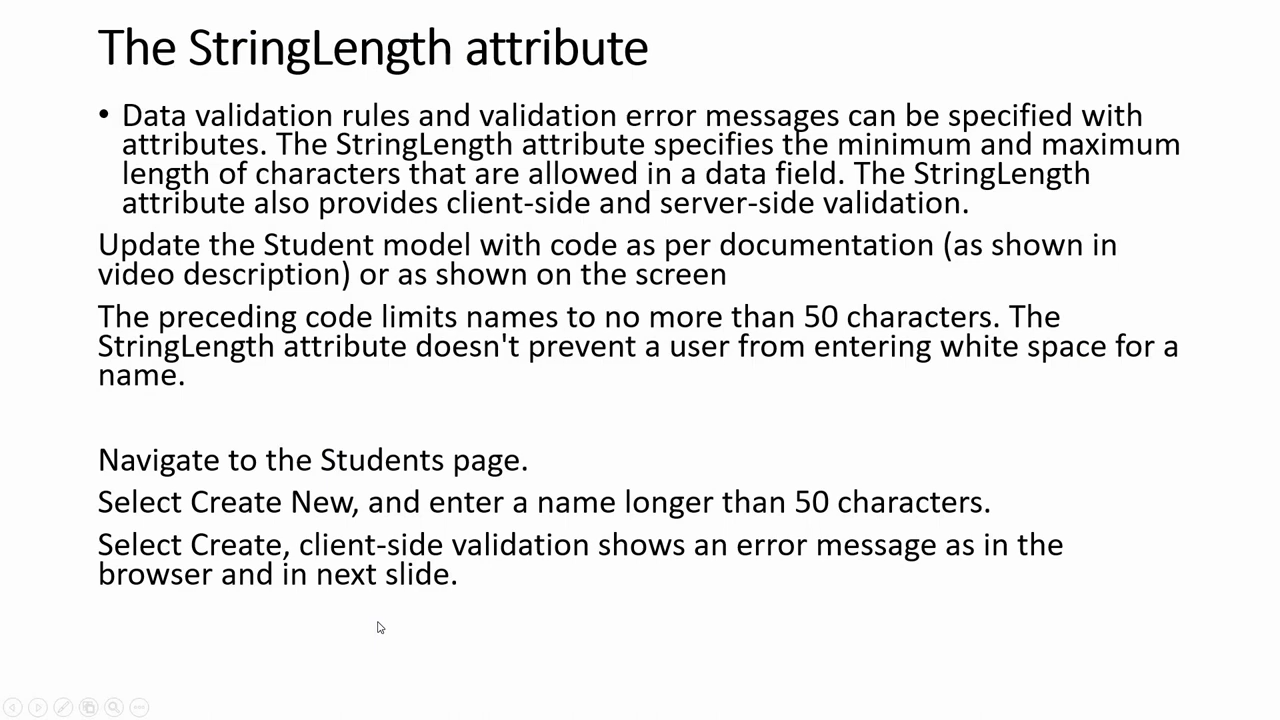 The StringLength attribute
• Data validation rules and validation error messages can be specified with
attributes. The StringLength attribute specifies the minimum and maximum
length of characters that are allowed in a data field. The StringLength
attribute also provides client-side and server-side validation.
Update the Student model with code as per documentation (as shown in
video description) or as shown on the screen
The preceding code limits names to no more than 50 characters. The
StringLength attribute doesn't prevent a user from entering white space for a
name.
Navigate to the Students page.
Select Create New, and enter a name longer than 50 characters.
Select Create, client-side validation shows an error message as in the
browser and in next slide.